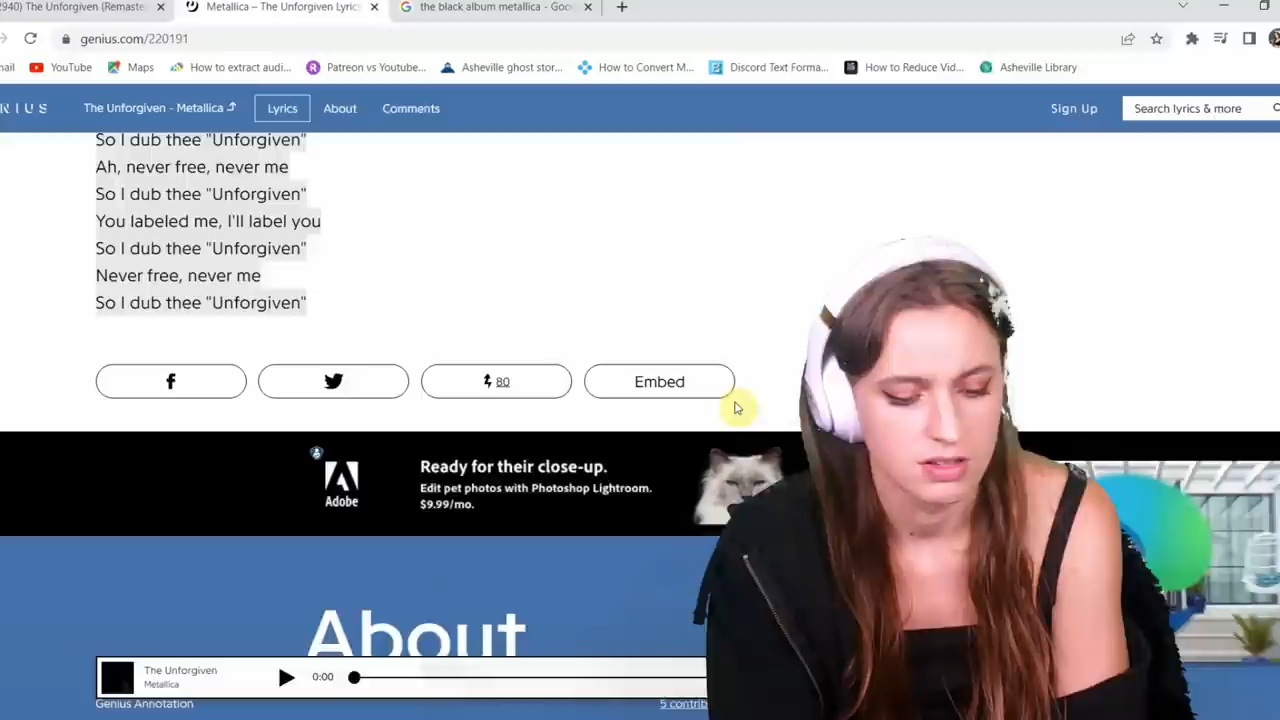 2940) The Unforgiven (Remaste
Metallica – The Unforgiven Lyric
the black album metallica - Goo
genius.com/220191
mail
YouTube
Maps
How to extract audi...
Patreon vs Youtube...
Asheville ghost stor...
How to Convert M...
Discord Text Forma...
How to Reduce Vid...
Asheville Library
RIUS
The Unforgiven - Metallica
Lyrics
About
Comments
Sign Up
Search lyrics & more
So I dub thee "Unforgiven"
Ah, never free, never me
So I dub thee "Unforgiven"
You labeled me, I'll label you
So I dub thee "Unforgiven"
Never free, never me
So I dub thee "Unforgiven"
80
Embed
Adobe
Ready for their close-up.
Edit pet photos with Photoshop Lightroom.
$9.99/mo.
About
The Unforgiven
Metallica
0:00
Genius Annotation
5 contrib